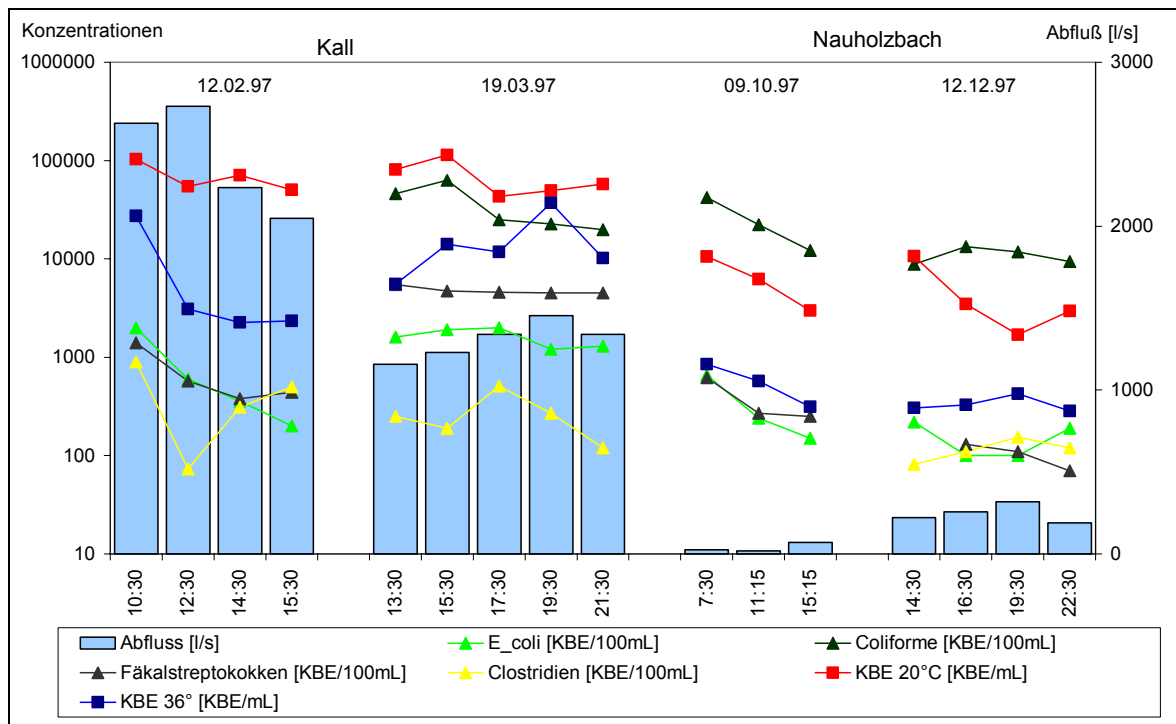 Konzentrationen
Kall
Nauholzbach
Abfluß [l/s]
1000000
3000
12.02.97
19.03.97
09.10.97
12.12.97
100000
2000
10000
1000
1000
100
10
0
10:30
12:30
14:30
15:30
13:30
15:30
17:30
19:30
21:30
7:30
11:15
15:15
14:30
16:30
19:30
22:30
Abfluss [l/s]
E_coli [KBE/100mL]
Coliforme [KBE/100mL]
Fäkalstreptokokken [KBE/100mL]
Clostridien [KBE/100mL]
KBE 20°C [KBE/mL]
KBE 36° [KBE/mL]